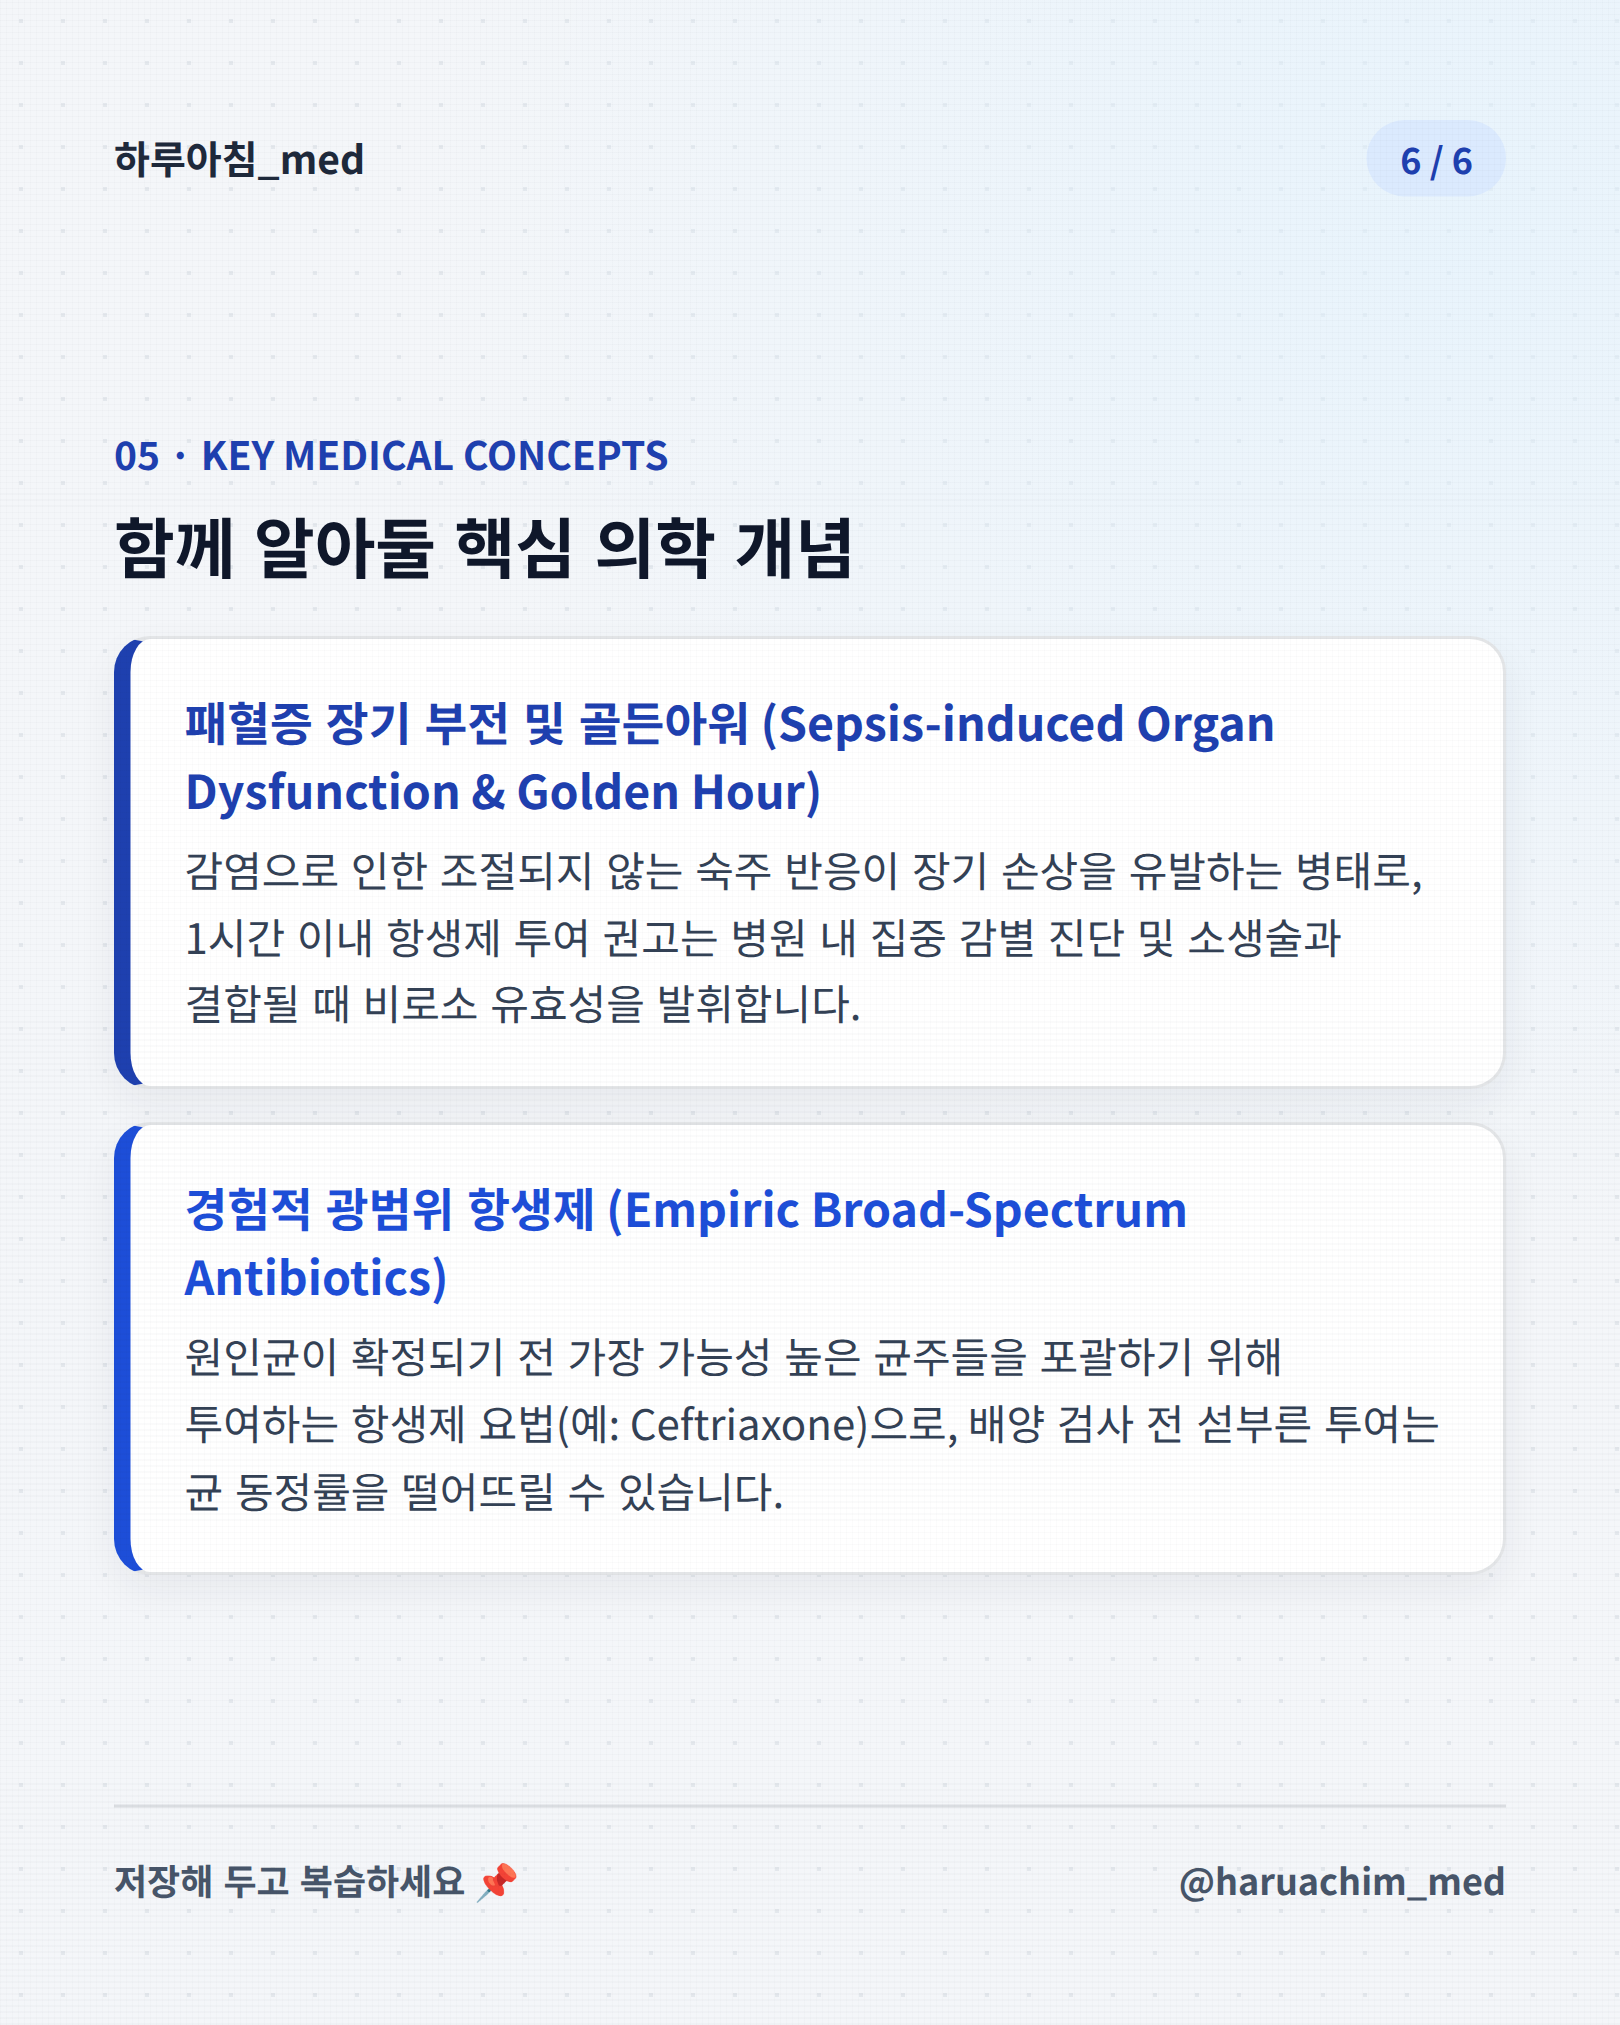 하루아침_med
6 / 6
05 · KEY MEDICAL CONCEPTS
함께 알아둘 핵심 의학 개념
패혈증 장기 부전 및 골든아워 (Sepsis-induced Organ
Dysfunction & Golden Hour)
감염으로 인한 조절되지 않는 숙주 반응이 장기 손상을 유발하는 병태로,
1시간 이내 항생제 투여 권고는 병원 내 집중 감별 진단 및 소생술과
결합될 때 비로소 유효성을 발휘합니다.
경험적 광범위 항생제 (Empiric Broad-Spectrum
Antibiotics)
원인균이 확정되기 전 가장 가능성 높은 균주들을 포괄하기 위해
투여하는 항생제 요법(예: Ceftriaxone)으로, 배양 검사 전 섣부른 투여는
균 동정률을 떨어뜨릴 수 있습니다.
저장해 두고 복습하세요 📌
@haruachim_med